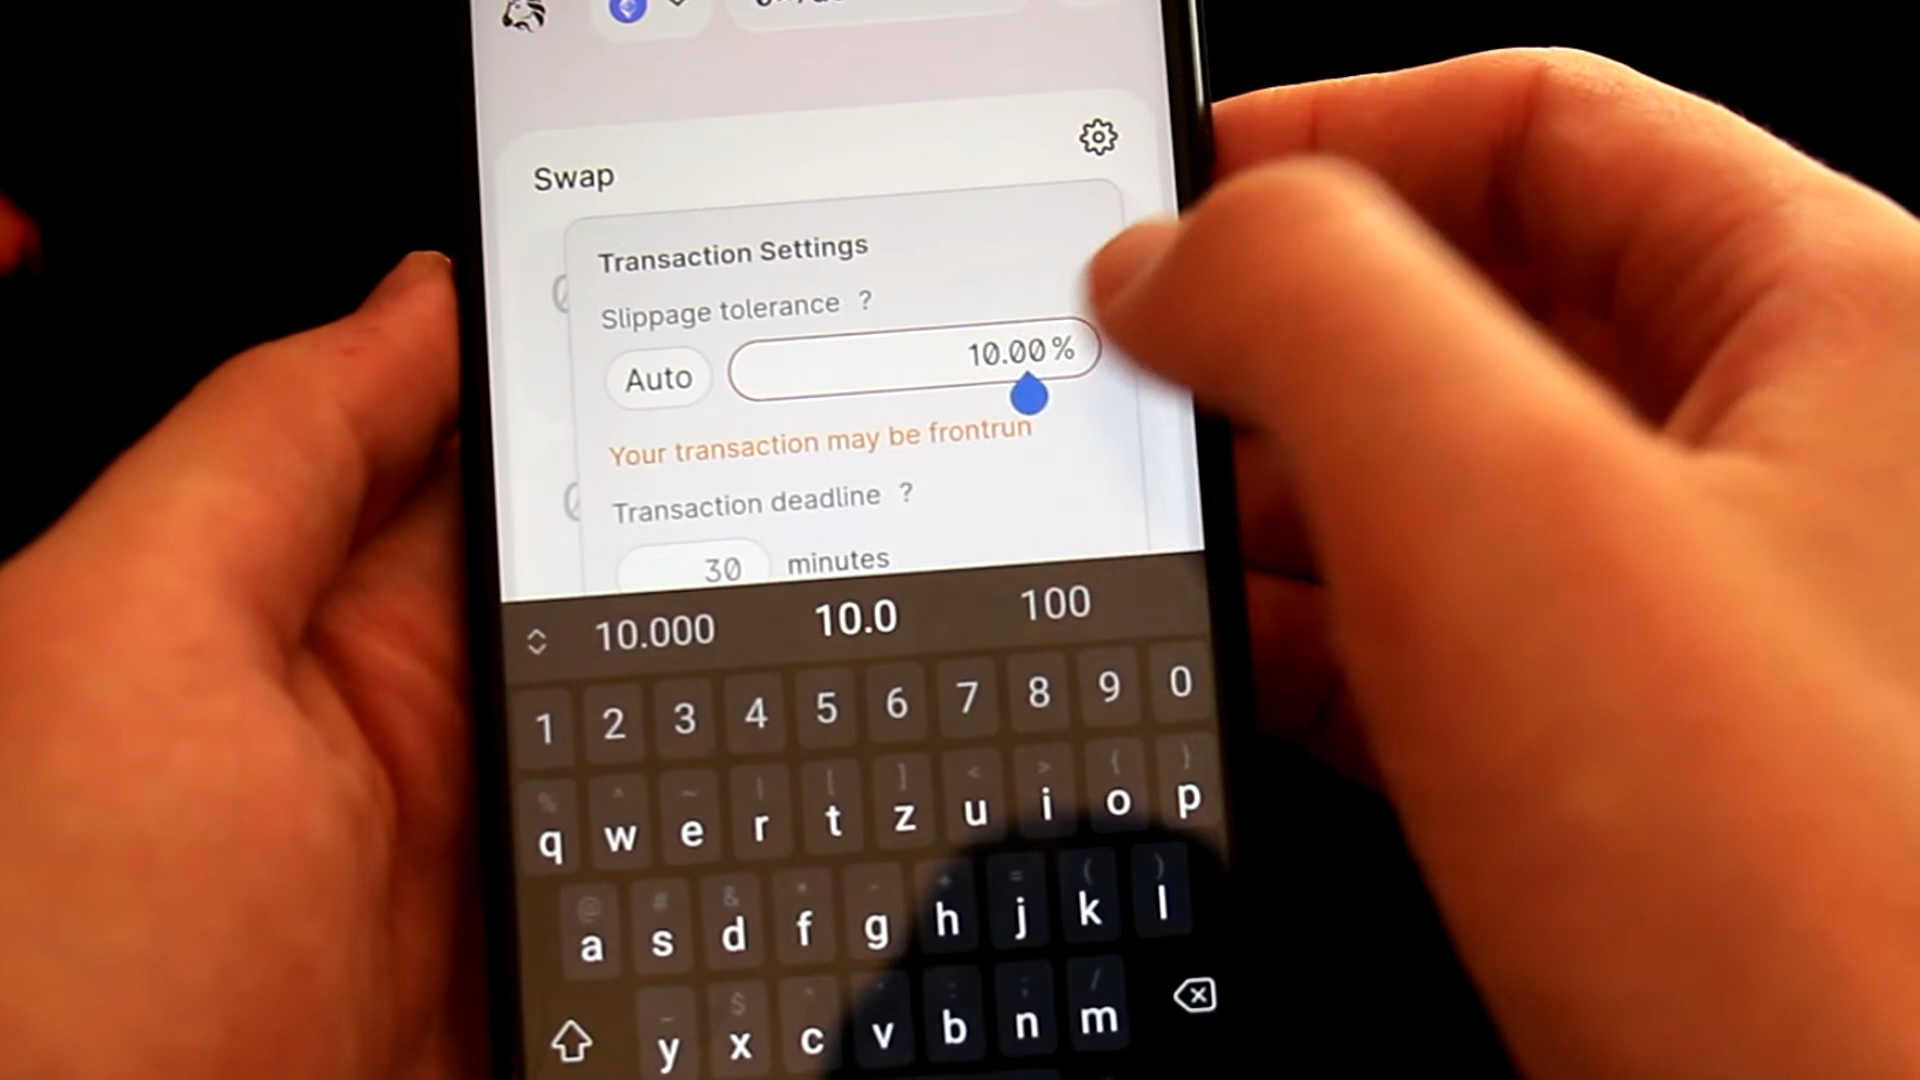 Swap
Transaction Settings
Slippage tolerance ?
Auto
10.00%
Your transaction may be frontrun
Transaction deadline ?
30 minutes
10.000 10.0 100
1 2 3 4 5 6 7 8 9 0
q w e r t z u i o p
a s d f g h j k l
y x c v b n m